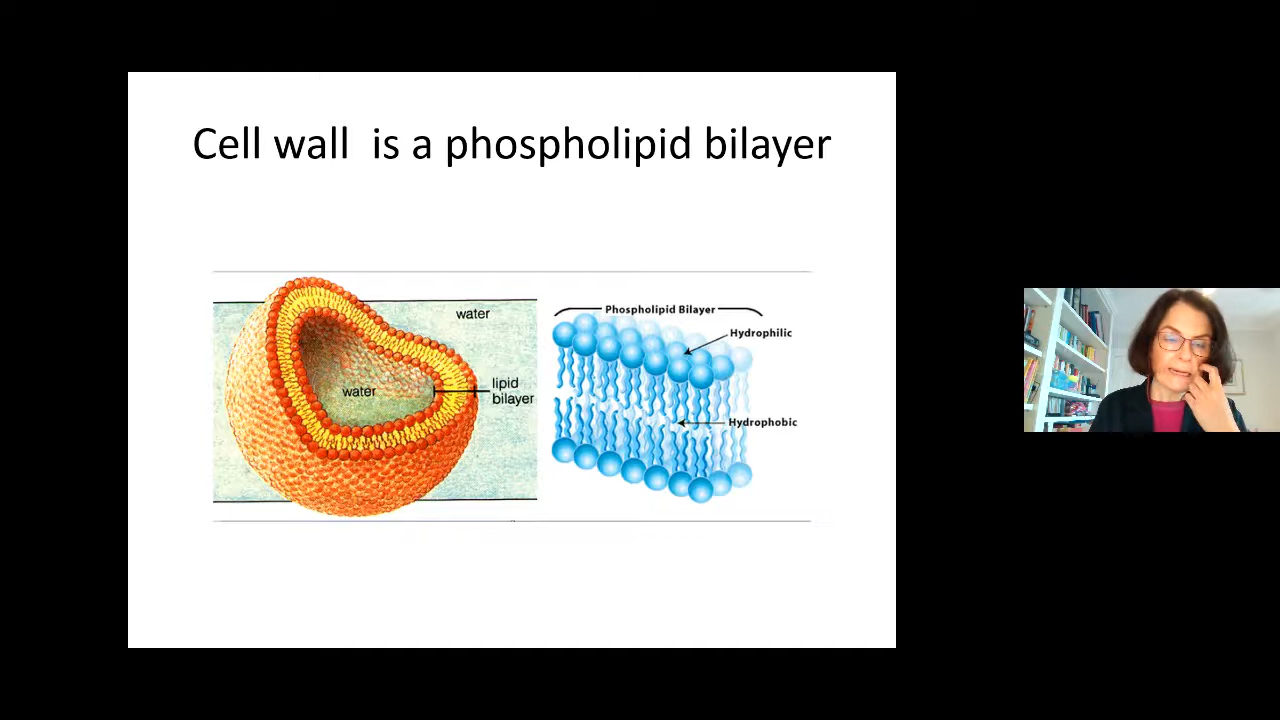 Cell wall  is a phospholipid bilayer
water
water
lipid
bilayer
Phospholipid Bilayer
Hydrophilic
Hydrophobic